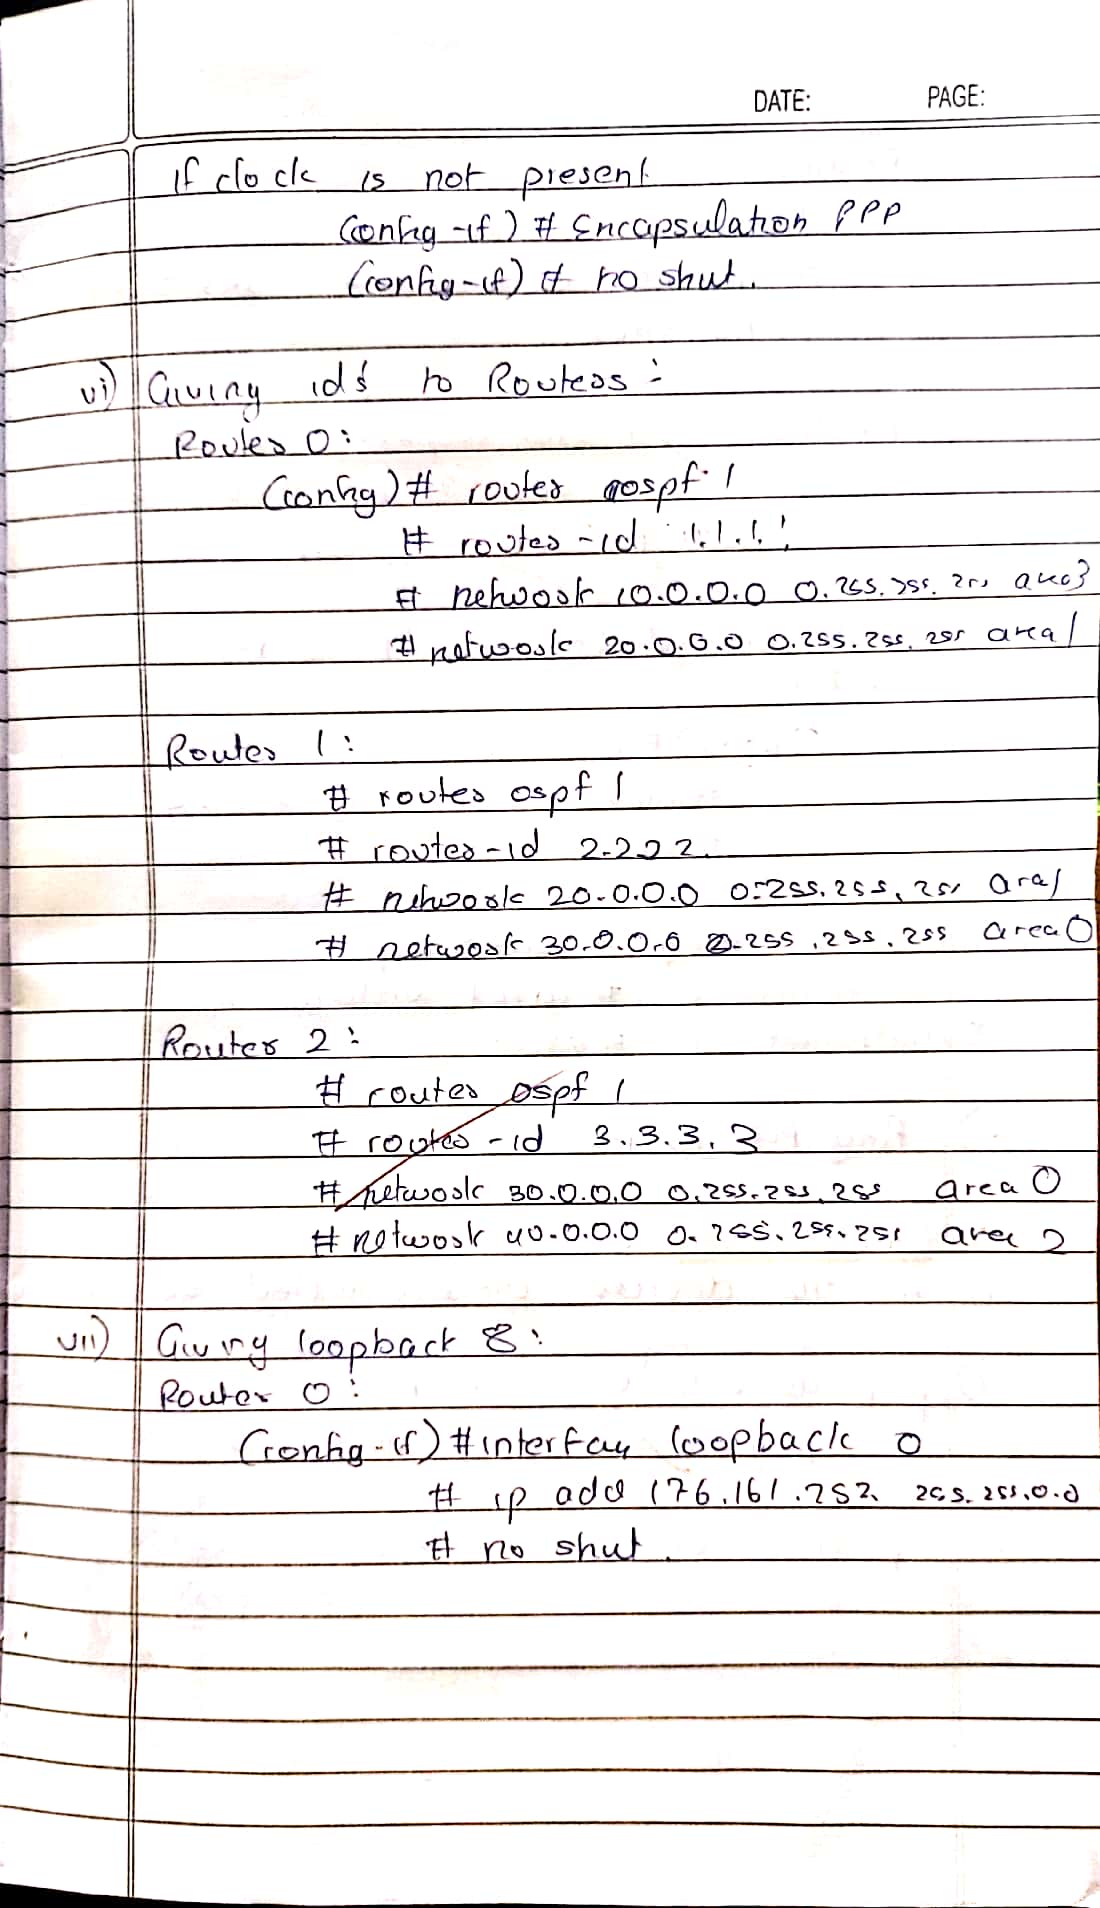 DATE: PAGE:
If clock is not present
(config-if) # Encapsulation PPP
(config-if) # no shut.
vi) Giving id's to Routers :
Router 0 :
(config) # router ospf 1
# router-id 1.1.1.1
# network 10.0.0.0 0.255.255.255 area3
# network 20.0.0.0 0.255.255.255 area 1
Router 1 :
# router ospf 1
# router-id 2.2 2 2.
# network 20.0.0.0 0.255.255.255 area 1
# network 30.0.0.0 0.255.255.255 area 0
Router 2 :
# router ospf 1
# router-id 3.3.3.3
# network 30.0.0.0 0.255.255.255 area 0
# network 40.0.0.0 0.255.255.255 area 2
vii) Giving loopback 8 :
Router 0 :
(config-if) # interfay loopback 0
# ip add 176.161.252. 255.255.0.0
# no shut.